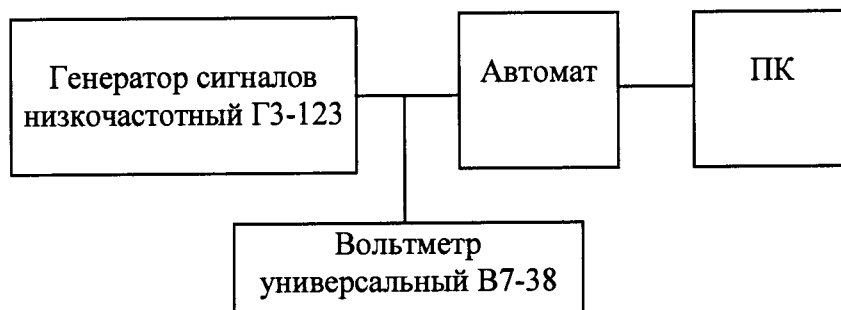 Генератор сигналов
низкочастотный Г3-123
Автомат
ПК
Вольтметр
универсальный В7-38